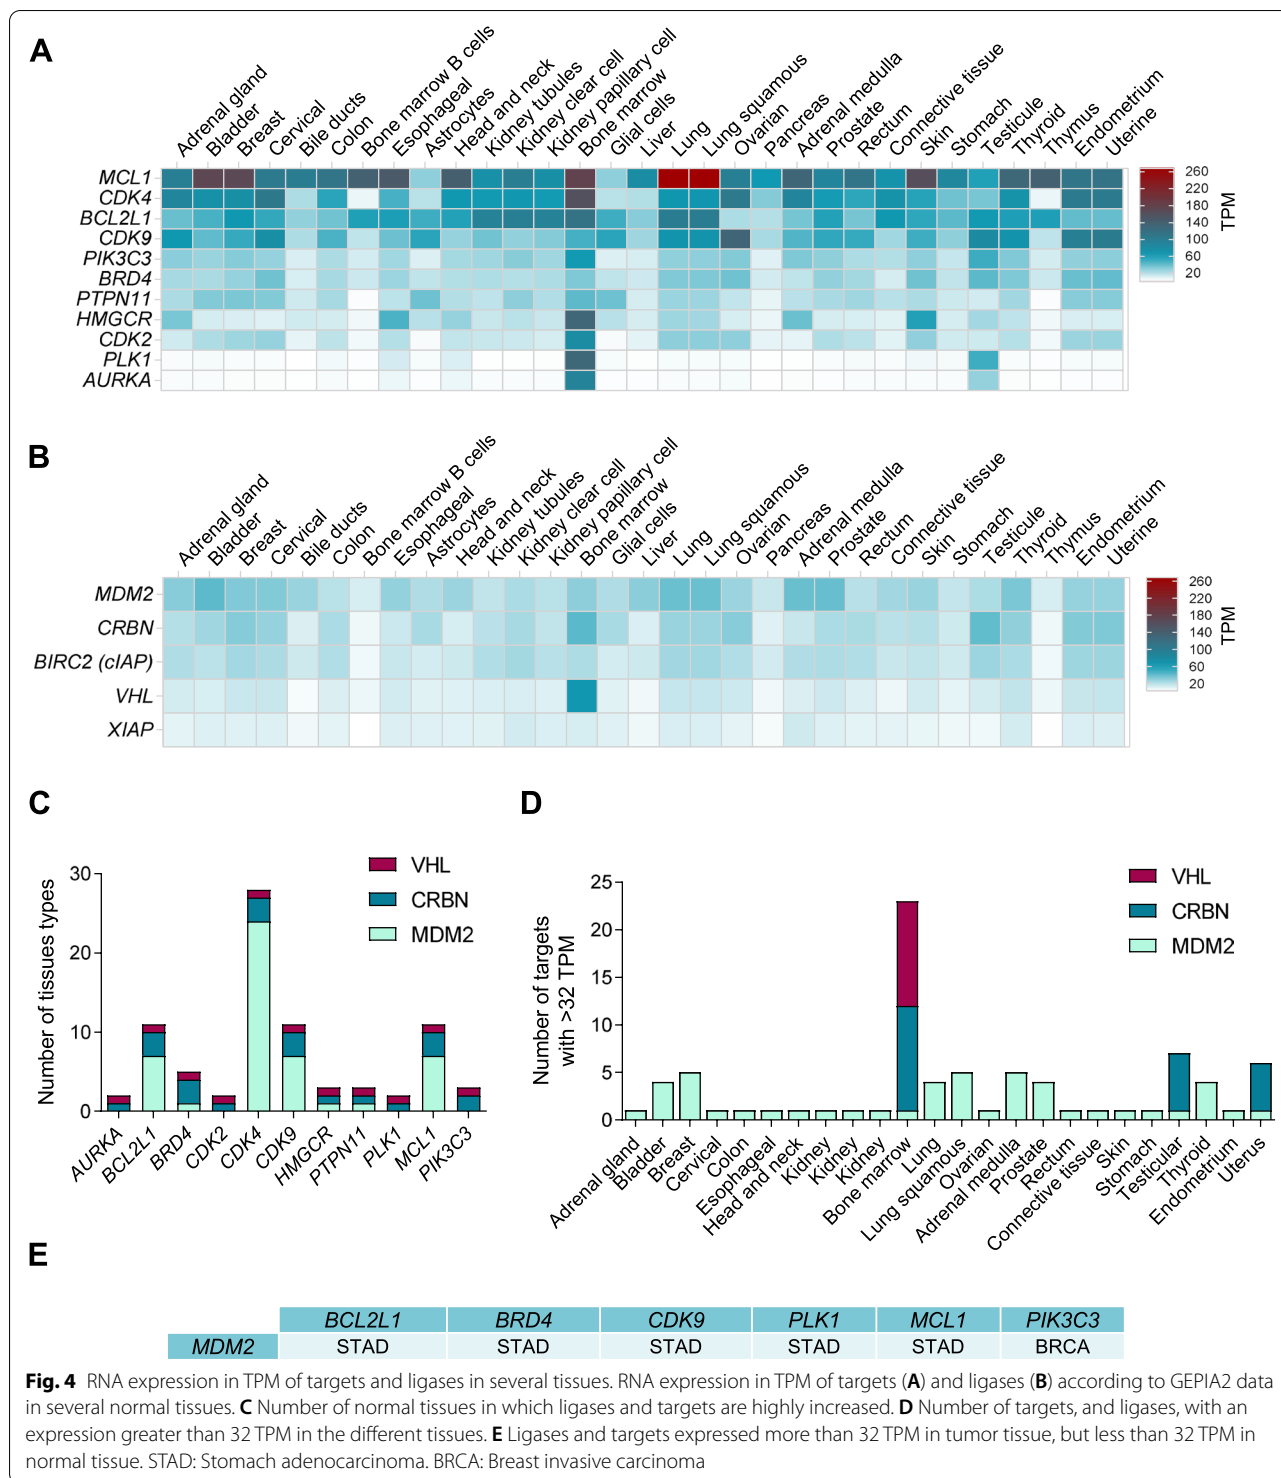 A
Adrenal gland
Bladder
Breast
Cervical
Bile ducts
Colon
Bone marrow B cells
Esophageal
Astrocytes
Head and neck
Kidney tubules
Kidney clear cell
Kidney papillary cell
Bone marrow
Glial cells
Liver
Lung
Lung squamous
Ovarian
Pancreas
Adrenal medulla
Prostate
Rectum
Connective tissue
Skin
Stomach
Testicule
Thyroid
Thymus
Endometrium
Uterine
MCL1
CDK4
BCL2L1
CDK9
PIK3C3
BRD4
PTPN11
HMGCR
CDK2
PLK1
AURKA
260
220
180
140
100
60
20
TPM
B
Adrenal gland
Bladder
Breast
Cervical
Bile ducts
Colon
Bone marrow B cells
Esophageal
Astrocytes
Head and neck
Kidney tubules
Kidney clear cell
Kidney papillary cell
Bone marrow
Glial cells
Liver
Lung
Lung squamous
Ovarian
Pancreas
Adrenal medulla
Prostate
Rectum
Connective tissue
Skin
Stomach
Testicule
Thyroid
Thymus
Endometrium
Uterine
MDM2
CRBN
BIRC2 (cIAP)
VHL
XIAP
260
220
180
140
100
60
20
TPM
C
Number of tissues types
30
20
10
0
VHL
CRBN
MDM2
AURKA
BCL2L1
BRD4
CDK2
CDK4
CDK9
HMGCR
PTPN11
PLK1
MCL1
PIK3C3
D
Number of targets
with >32 TPM
25
20
15
10
5
0
VHL
CRBN
MDM2
Adrenal gland
Bladder
Breast
Cervical
Colon
Esophageal
Head and neck
Kidney
Kidney
Kidney
Bone marrow
Lung
Lung squamous
Ovarian
Adrenal medulla
Prostate
Rectum
Connective tissue
Skin
Stomach
Testicular
Thyroid
Endometrium
Uterus
E
BCL2L1 BRD4 CDK9 PLK1 MCL1 PIK3C3
MDM2 STAD STAD STAD STAD STAD BRCA
Fig. 4 RNA expression in TPM of targets and ligases in several tissues. RNA expression in TPM of targets (A) and ligases (B) according to GEPIA2 data
in several normal tissues. C Number of normal tissues in which ligases and targets are highly increased. D Number of targets, and ligases, with an
expression greater than 32 TPM in the different tissues. E Ligases and targets expressed more than 32 TPM in tumor tissue, but less than 32 TPM in
normal tissue. STAD: Stomach adenocarcinoma. BRCA: Breast invasive carcinoma